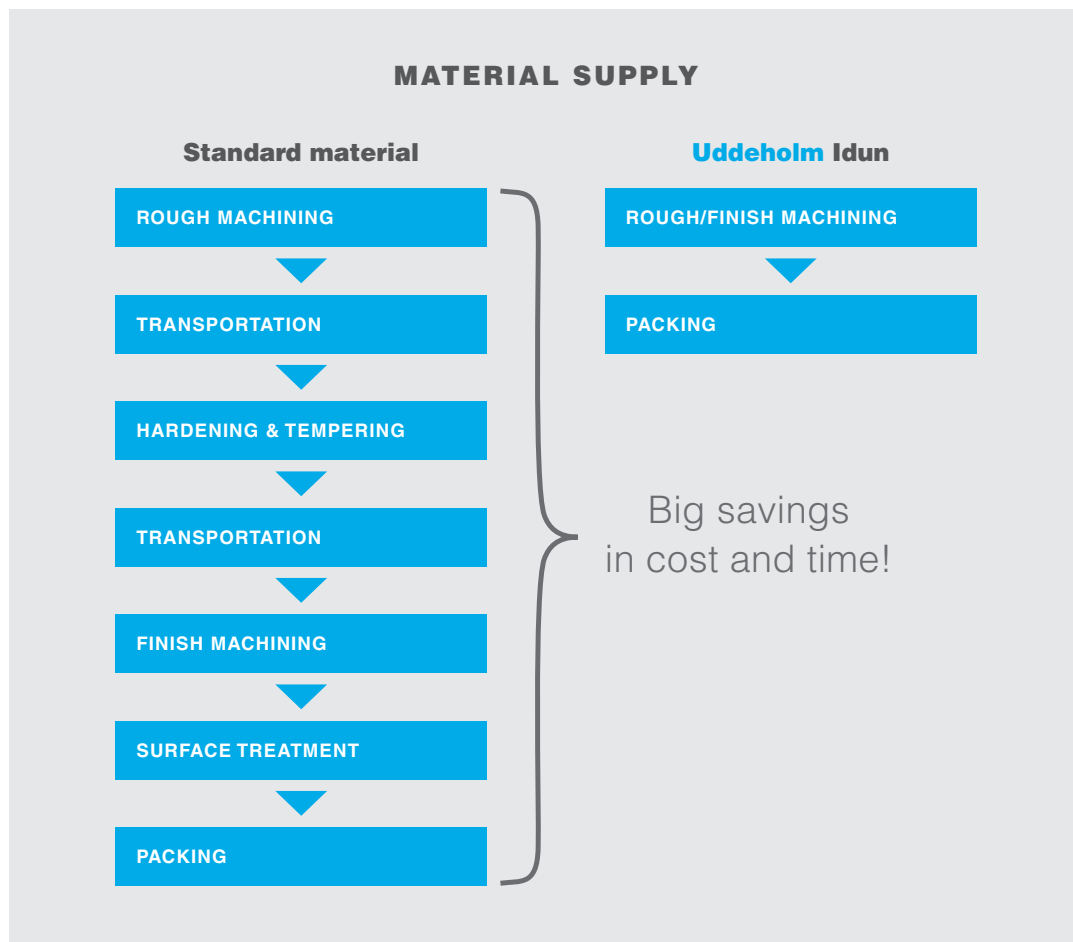 MATERIAL SUPPLY
Standard material
ROUGH MACHINING
TRANSPORTATION
HARDENING & TEMPERING
TRANSPORTATION
FINISH MACHINING
SURFACE TREATMENT
PACKING
Uddeholm Idun
ROUGH/FINISH MACHINING
PACKING
Big savings
in cost and time!